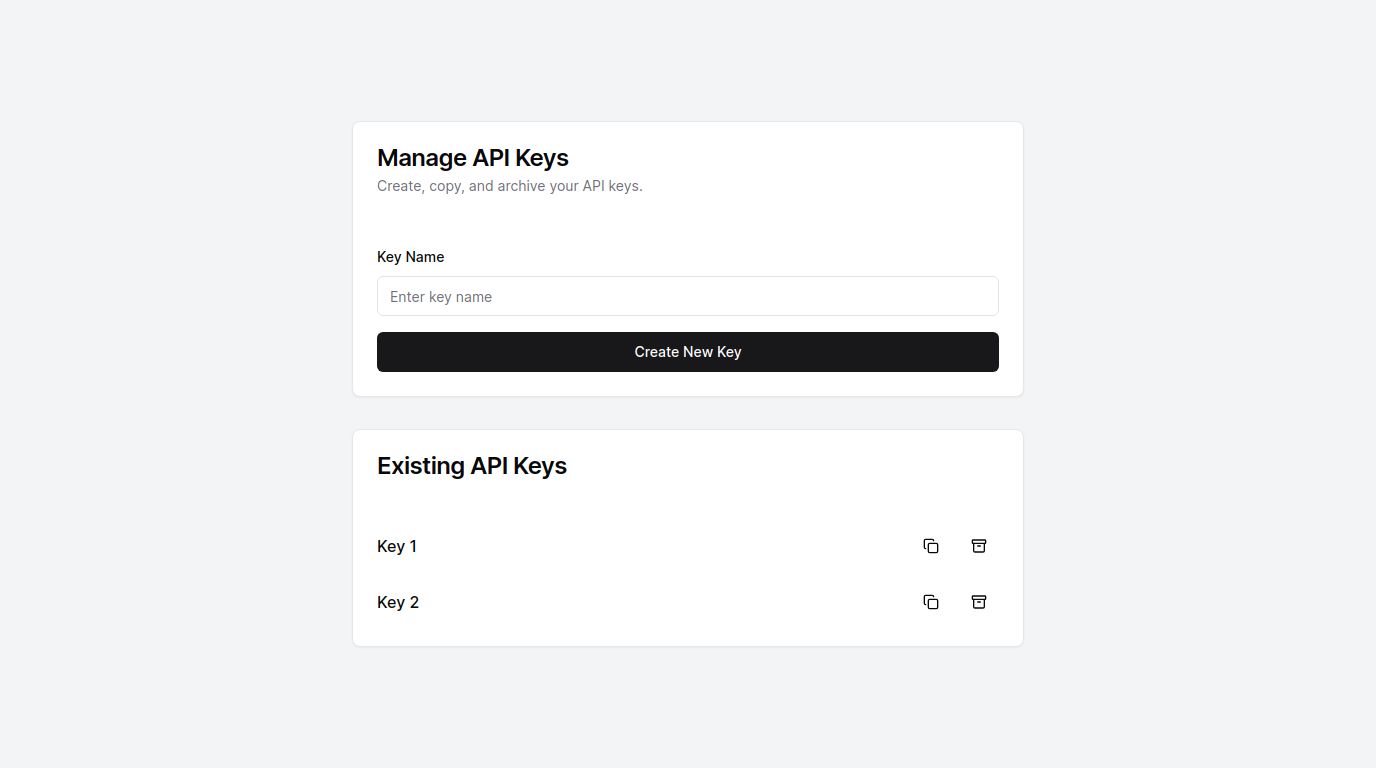 Manage API Keys
Create, copy, and archive your API keys.
Key Name
Enter key name
Create New Key
Existing API Keys
Key 1
Key 2